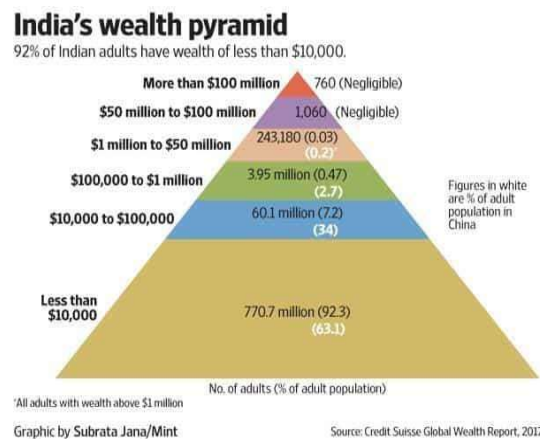 India's wealth pyramid
92% of Indian adults have wealth of less than $10,000.
More than $100 million 760 (Negligible)
$50 million to $100 million 1,060 (Negligible)
$1 million to $50 million 243,180 (0.03)
(0.2)*
$100,000 to $1 million 3.95 million (0.47)
(2.7)
$10,000 to $100,000 60.1 million (7.2)
(34)
Figures in white
are % of adult
population in
China
Less than
$10,000
770.7 million (92.3)
(63.1)
No. of adults (% of adult population)
*All adults with wealth above $1 million
Graphic by Subrata Jana/Mint
Source: Credit Suisse Global Wealth Report, 2017